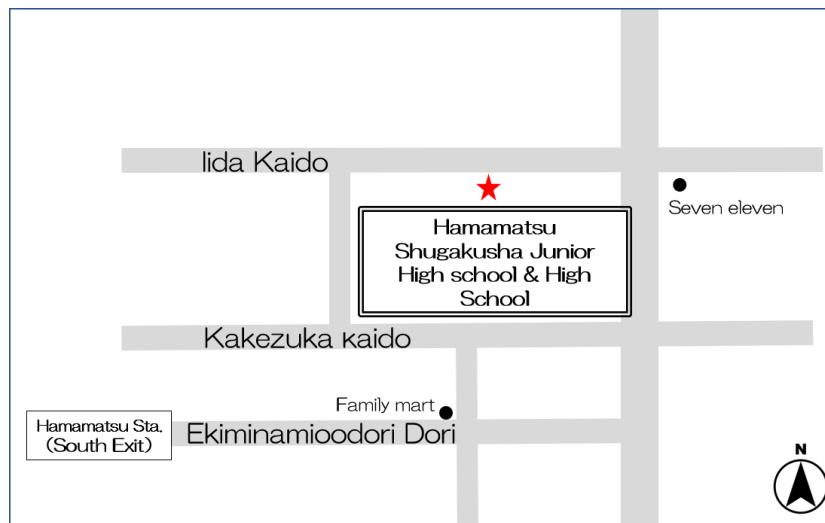 Iida Kaido
Seven eleven
Hamamatsu
Shugakusha Junior
High school & High
School
Kakezuka kaido
Family mart
Hamamatsu Sta.
(South Exit)
Ekiminamioodori Dori
N